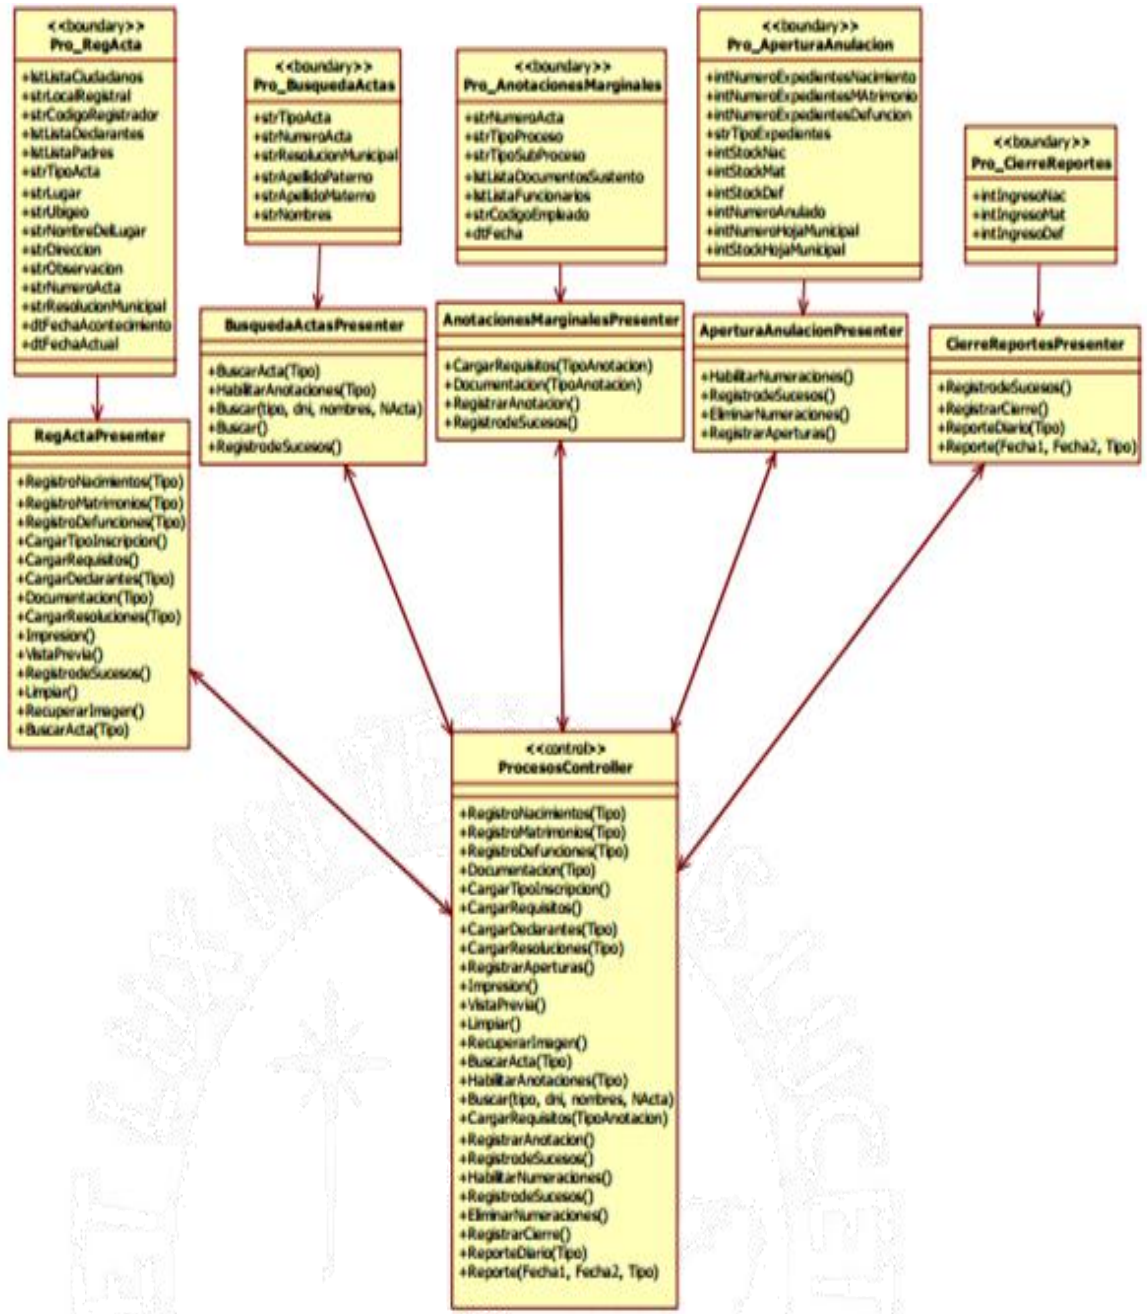 <<boundary>>
Pro_RegActa
+lstListaCiudadanos
+strLocalRegistral
+strCodigoRegistrador
+lstListaDeclarantes
+lstListaPadres
+strTipoActa
+strLugar
+strUbigeo
+strNombreDelLugar
+strDireccion
+strObservacion
+strNumeroActa
+strResolucionMunicipal
+dtFechaAcontecimiento
+dtFechaActual
<<boundary>>
Pro_BusquedaActas
+strTipoActa
+strNumeroActa
+strResolucionMunicipal
+strApellidoPaterno
+strApellidoMaterno
+strNombres
<<boundary>>
Pro_AnotacionesMarginales
+strNumeroActa
+strTipoProceso
+strTipoSubProceso
+lstListaDocumentosSustento
+lstListaFuncionarios
+strCodigoEmpleado
+dtFecha
<<boundary>>
Pro_AperturaAnulacion
+intNumeroExpedientesNacimiento
+intNumeroExpedientesMAtrimonio
+intNumeroExpedientesDefuncion
+strTipoExpedientes
+intStockNac
+intStockMat
+intStockDef
+intNumeroAnulado
+intNumeroHojaMunicipal
+intStockHojaMunicipal
<<boundary>>
Pro_CierreReportes
+intIngresoNac
+intIngresoMat
+intIngresoDef
RegActaPresenter
+RegistroNacimientos(Tipo)
+RegistroMatrimonios(Tipo)
+RegistroDefunciones(Tipo)
+CargarTipoInscripcion()
+CargarRequisitos()
+CargarDeclarantes(Tipo)
+Documentacion(Tipo)
+CargarResoluciones(Tipo)
+Impresion()
+VistaPrevia()
+RegistrodeSucesos()
+Limpiar()
+RecuperarImagen()
+BuscarActa(Tipo)
BusquedaActasPresenter
+BuscarActa(Tipo)
+HabilitarAnotaciones(Tipo)
+Buscar(tipo, dni, nombres, NActa)
+Buscar()
+RegistrodeSucesos()
AnotacionesMarginalesPresenter
+CargarRequisitos(TipoAnotacion)
+Documentacion(TipoAnotacion)
+RegistrarAnotacion()
+RegistrodeSucesos()
AperturaAnulacionPresenter
+HabilitarNumeraciones()
+RegistrodeSucesos()
+EliminarNumeraciones()
+RegistrarAperturas()
CierreReportesPresenter
+RegistrodeSucesos()
+RegistrarCierre()
+ReporteDiario(Tipo)
+Reporte(Fecha1, Fecha2, Tipo)
<<control>>
ProcesosController
+RegistroNacimientos(Tipo)
+RegistroMatrimonios(Tipo)
+RegistroDefunciones(Tipo)
+Documentacion(Tipo)
+CargarTipoInscripcion()
+CargarRequisitos()
+CargarDeclarantes(Tipo)
+CargarResoluciones(Tipo)
+RegistrarAperturas()
+Impresion()
+VistaPrevia()
+Limpiar()
+RecuperarImagen()
+BuscarActa(Tipo)
+HabilitarAnotaciones(Tipo)
+Buscar(tipo, dni, nombres, NActa)
+CargarRequisitos(TipoAnotacion)
+RegistrarAnotacion()
+RegistrodeSucesos()
+HabilitarNumeraciones()
+RegistrodeSucesos()
+EliminarNumeraciones()
+RegistrarCierre()
+ReporteDiario(Tipo)
+Reporte(Fecha1, Fecha2, Tipo)